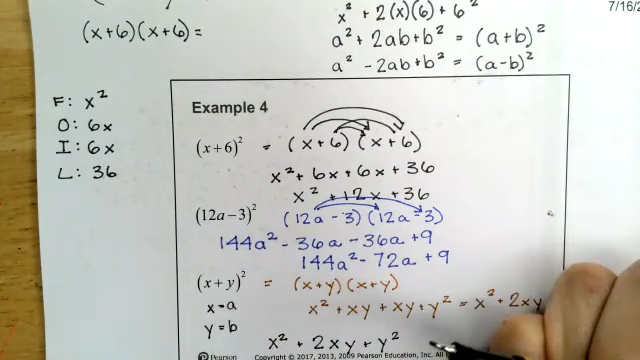 x² + 2(x)(6) + 6²
7/16/2
(x+6)(x+6) =
a² + 2ab + b² = (a+b)²
a² - 2ab + b² = (a-b)²
F: x²
O: 6x
I: 6x
L: 36
Example 4
(x+6)² = (x+6)(x+6)
x² + 6x + 6x + 36
x² + 12x + 36
(12a−3)² (12a-3)(12a-3)
144a² - 36a - 36a + 9
144a² - 72a + 9
(x+y)² = (x+y)(x+y)
x=a
x² + xy + xy + y² = x² + 2xy
y=b
x² + 2xy + y²
Copyright © 2017, 2013, 2009 Pearson Education, Inc.
Pearson